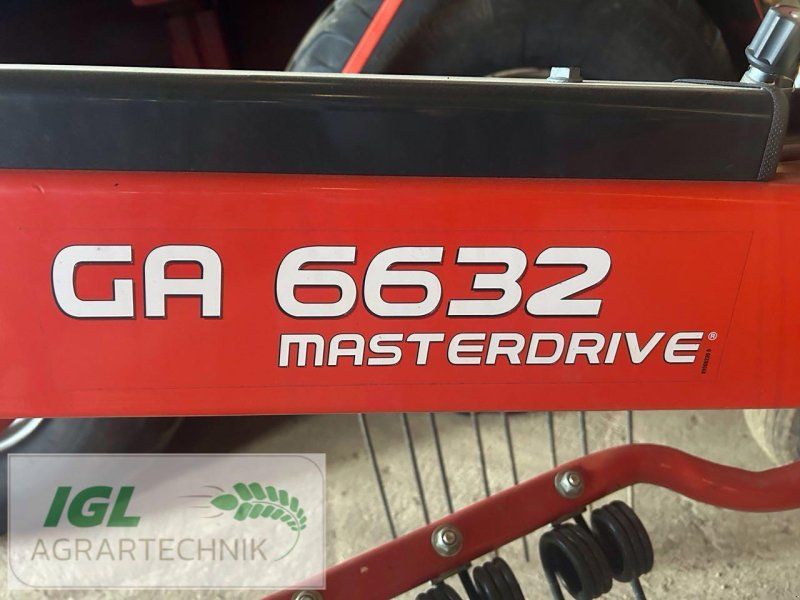 GA 6632
MASTERDRIVE®
IGL
AGRARTECHNIK